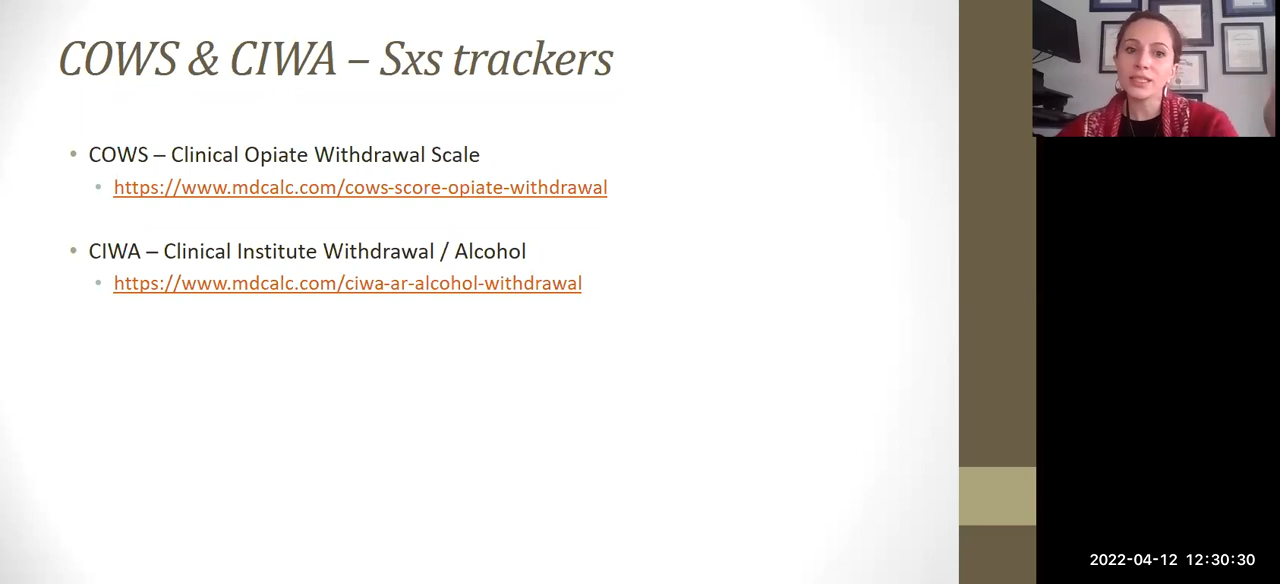 COWS & CIWA – Sxs trackers
• COWS – Clinical Opiate Withdrawal Scale
• https://www.mdcalc.com/cows-score-opiate-withdrawal
• CIWA – Clinical Institute Withdrawal / Alcohol
• https://www.mdcalc.com/ciwa-ar-alcohol-withdrawal
2022-04-12 12:30:30